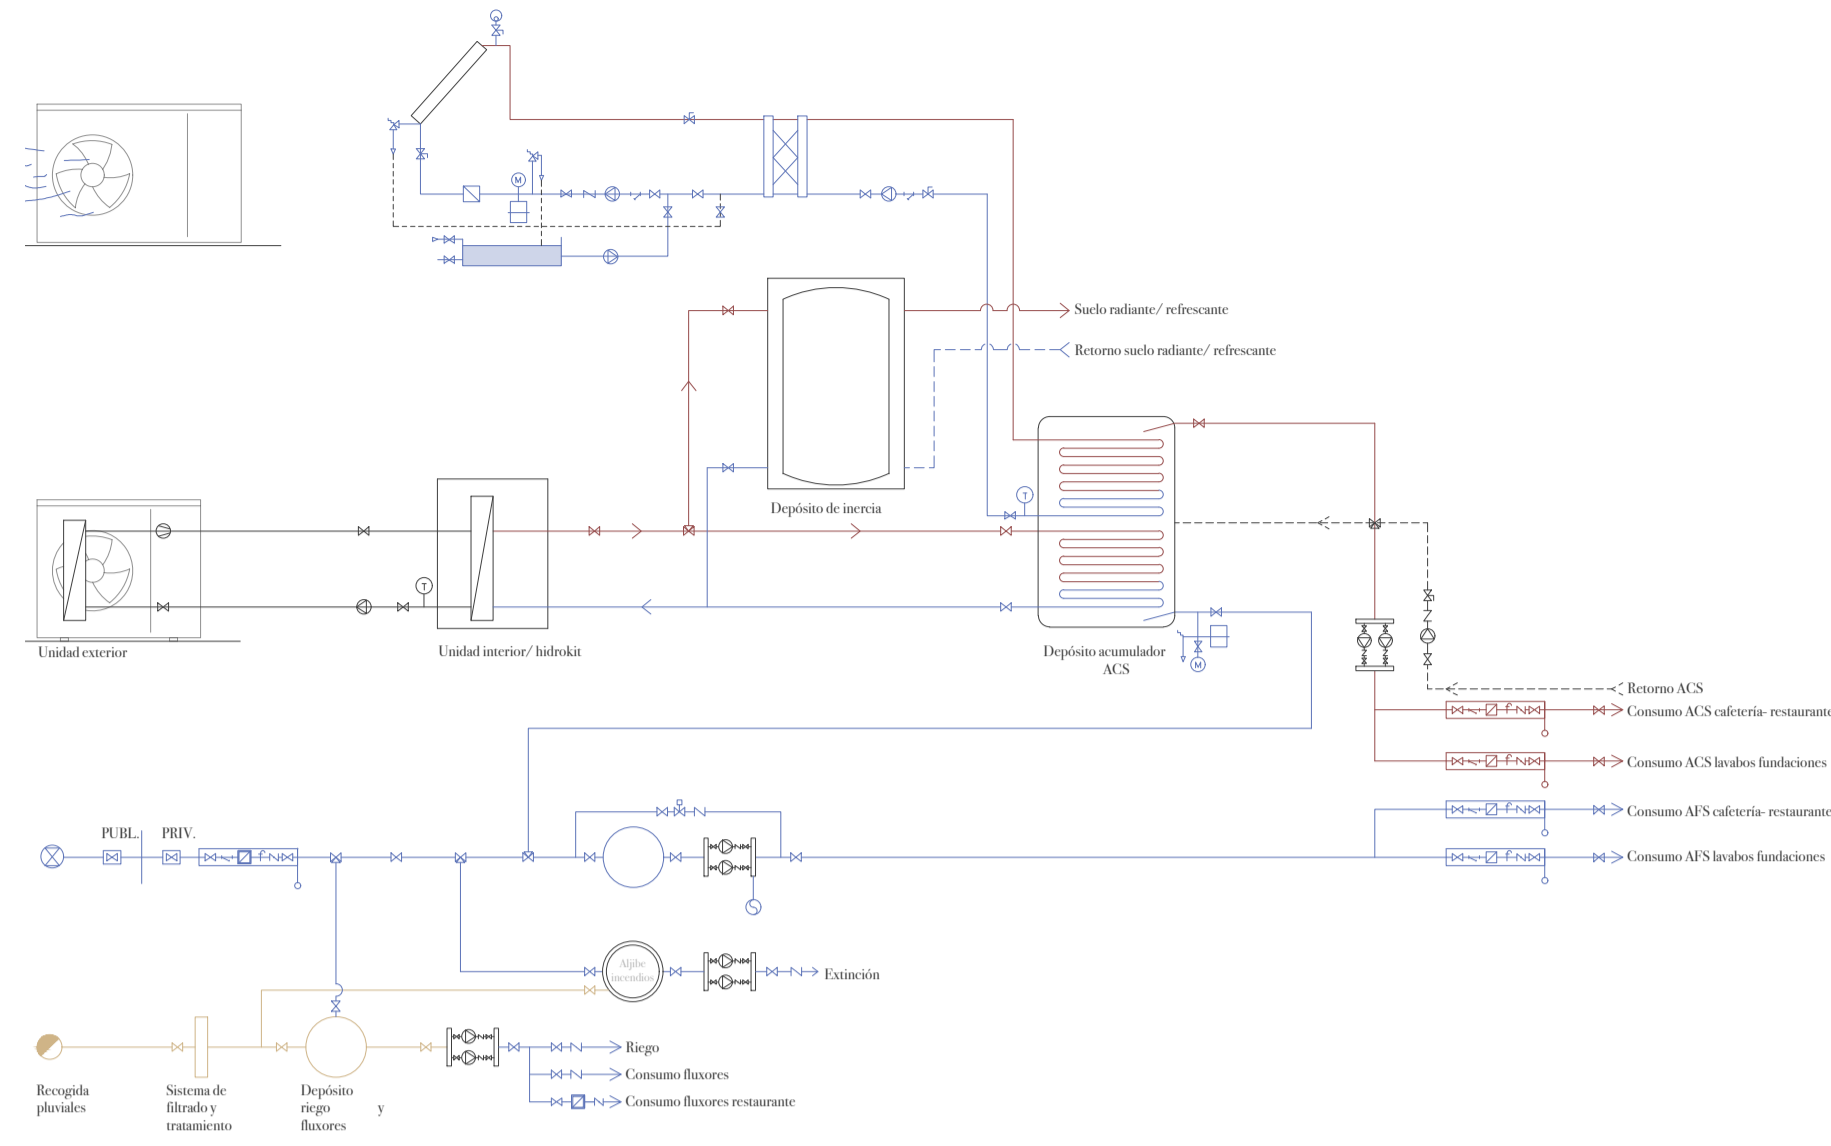 M
Suelo radiante/ refrescante
Retorno suelo radiante/ refrescante
Depósito de inercia
T
T
Unidad exterior
Unidad interior/ hidrokit
Depósito acumulador
ACS
M
Retorno ACS
Consumo ACS cafetería- restaurante
Consumo ACS lavabos fundaciones
Consumo AFS cafetería- restaurante
PUBL.
PRIV.
Consumo AFS lavabos fundaciones
Aljibe
incendios
Extinción
Riego
Consumo fluxores
Consumo fluxores restaurante
Recogida
pluviales
Sistema de
filtrado y
tratamiento
Depósito
riego y
fluxores